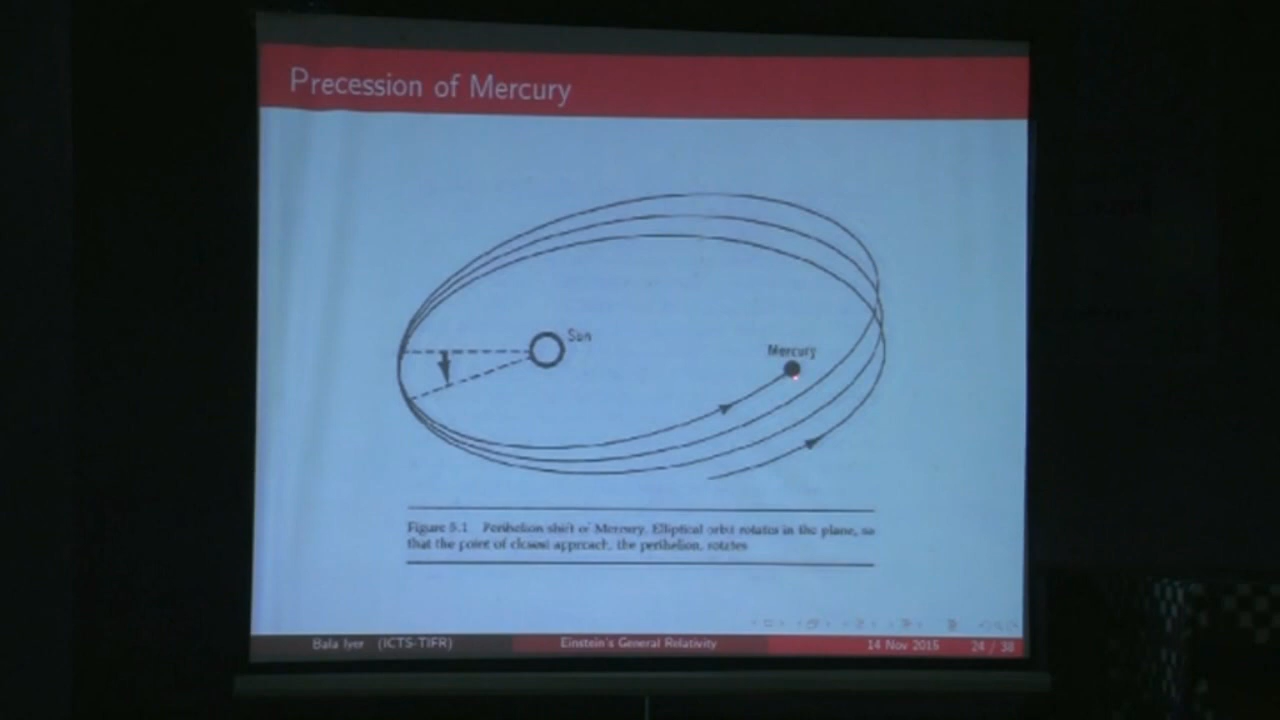 Precession of Mercury
Sun
Mercury
Figure 5.1 Perihelion shift of Mercury. Elliptical orbit rotates in the plane, so
that the point of closest approach, the perihelion, rotates
Bala Iyer (ICTS-TIFR) Einstein's General Relativity 14 Nov 2015 24 / 38